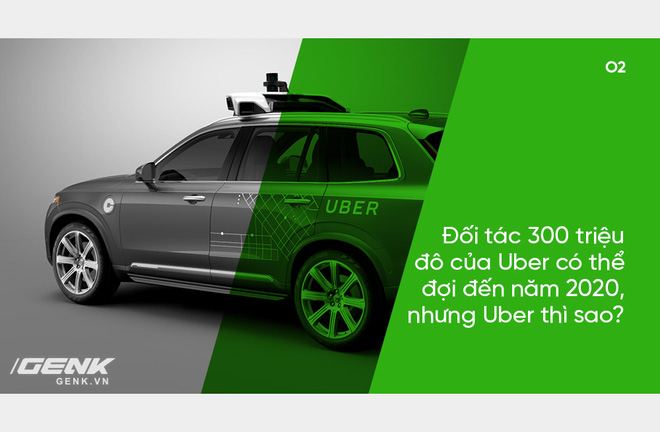 02
UBER
Đối tác 300 triệu
đô của Uber có thể
đợi đến năm 2020,
nhưng Uber thì sao?
GENK
GENK.VN